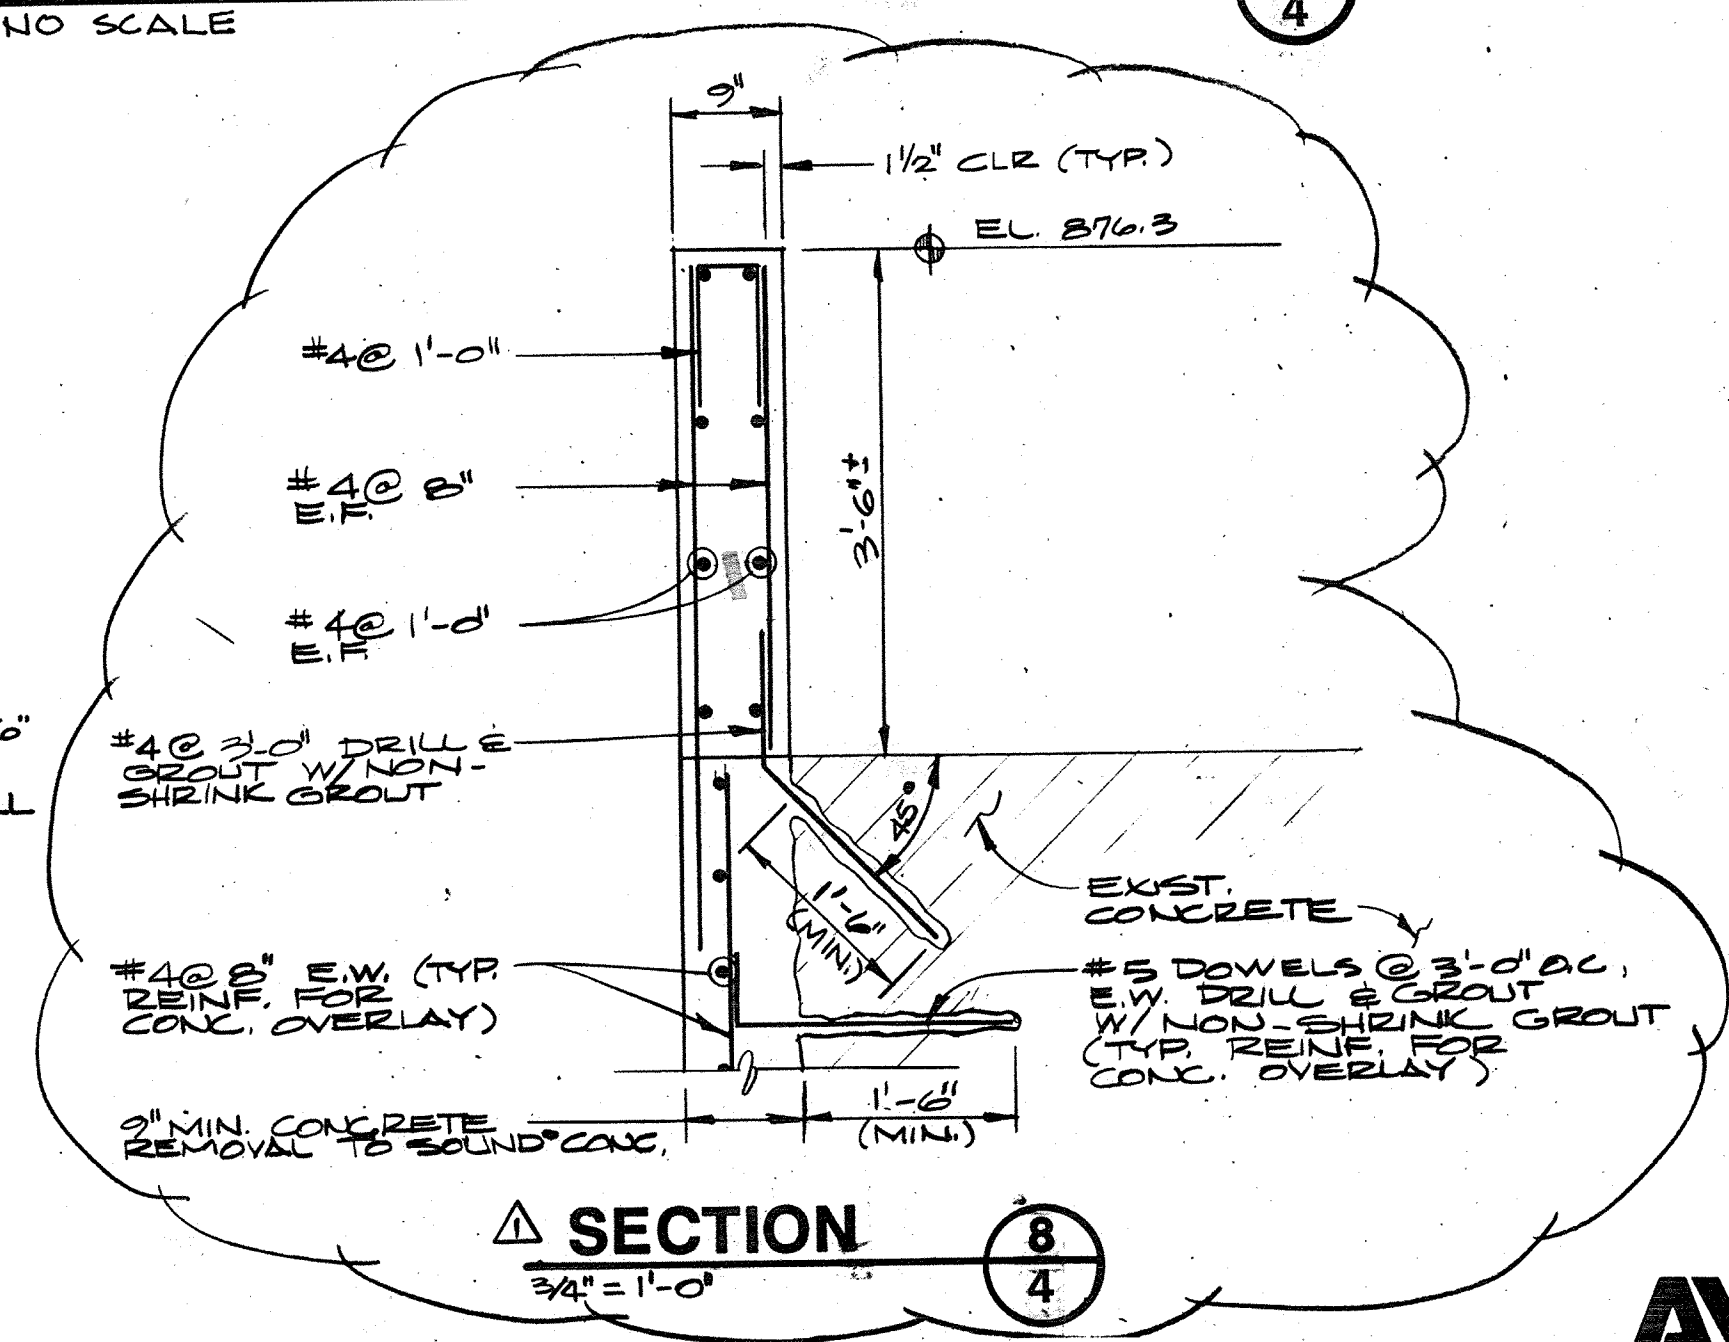 NO SCALE
4
9"
1 1/2" CLR (TYP.)
EL. 876.3
#4@ 1'-0"
#4@ 8"
E.F.
3'-6"±
#4@ 1'-0"
E.F.
#4@ 3'-0" DRILL &
GROUT W/ NON-
SHRINK GROUT
45°
1'-6"
(MIN.)
EXIST.
CONCRETE
#4@ 8" E.W. (TYP.
REINF. FOR
CONC. OVERLAY)
#5 DOWELS @ 3'-0" O.C.,
E.W. DRILL & GROUT
W/ NON-SHRINK GROUT
(TYP. REINF. FOR
CONC. OVERLAY)
9" MIN. CONCRETE
REMOVAL TO SOUND CONC.
1'-6"
(MIN.)
1 SECTION
3/4" = 1'-0"
8
4